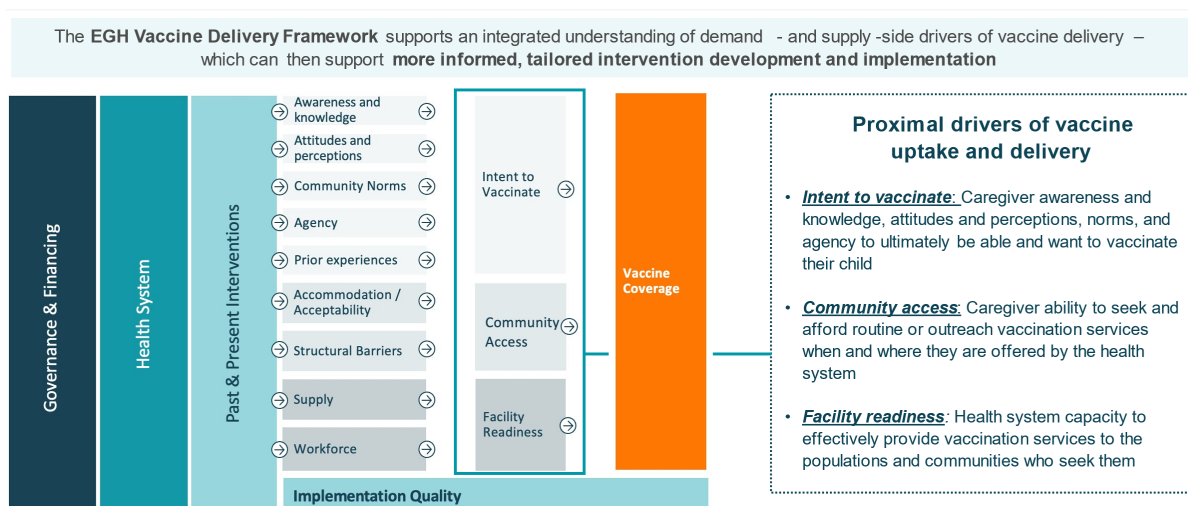 The EGH Vaccine Delivery Framework supports an integrated understanding of demand - and supply -side drivers of vaccine delivery –
which can then support more informed, tailored intervention development and implementation
Governance & Financing
Health System
Past & Present Interventions
Awareness and
knowledge
Attitudes and
perceptions
Community Norms
Agency
Prior experiences
Accommodation /
Acceptability
Structural Barriers
Supply
Workforce
Intent to
Vaccinate
Community
Access
Facility
Readiness
Vaccine
Coverage
Implementation Quality
Proximal drivers of vaccine
uptake and delivery
• Intent to vaccinate: Caregiver awareness and
knowledge, attitudes and perceptions, norms, and
agency to ultimately be able and want to vaccinate
their child
• Community access: Caregiver ability to seek and
afford routine or outreach vaccination services
when and where they are offered by the health
system
• Facility readiness: Health system capacity to
effectively provide vaccination services to the
populations and communities who seek them